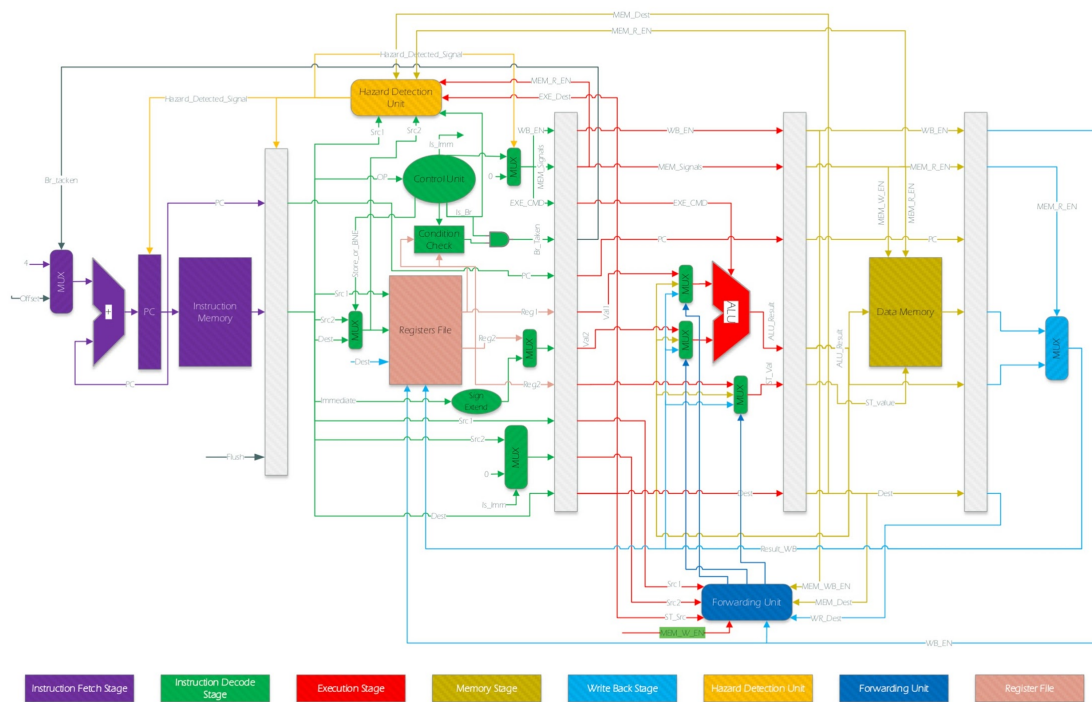 MEM_Dest
MEM_R_EN
Hazard_Detected_Signal
MEM_R_EN
Hazard Detection
Unit
EXE_Dest
Hazard_Detected_Signal
Src1
Src2
WB_EN
WB_EN
Is_Imm
MUX
MEM_Signals
MEM_Signals
MEM_R_EN
0
OP
Control Unit
Br_tacken
MEM_W_EN
MEM_R_EN
MEM_R_EN
PC
EXE_CMD
EXE_CMD
Is_Br
Store_or_BNE
Condition
Check
Br_Taken
PC
PC
4
MUX
PC
MUX
Offset
+
PC
Instruction
Memory
Src1
Registers File
Reg1
Val1
ALU
ALU_Result
Data Memory
Src2
MUX
Dest
MUX
Reg2
MUX
Val2
MUX
ALU_Result
MUX
Dest
PC
Reg2
ST_Val
MUX
Immediate
Sign
Extend
ST_value
Src1
Src2
MUX
Flush
0
Is_Imm
Dest
Dest
Dest
Result_WB
Src1
MEM_WB_EN
Src2
Forwarding Unit
MEM_Dest
ST_Src
WR_Dest
MEM_W_EN
WB_EN
Instruction Fetch Stage
Instruction Decode
Stage
Execution Stage
Memory Stage
Write Back Stage
Hazard Detection Unit
Forwarding Unit
Register File